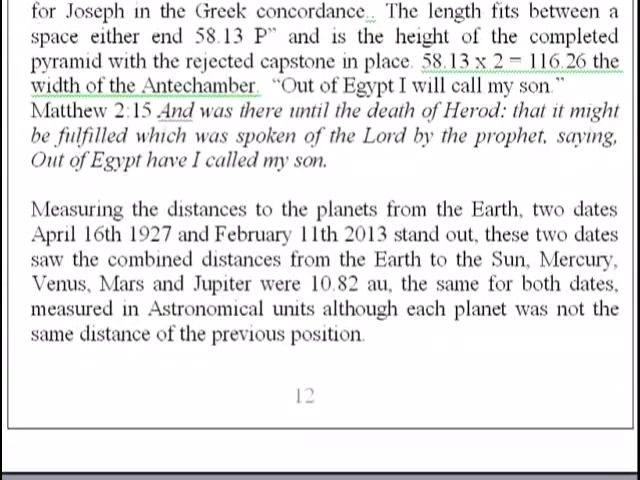 for Joseph in the Greek concordance.. The length fits between a
space either end 58.13 P” and is the height of the completed
pyramid with the rejected capstone in place. 58.13 x 2 = 116.26 the
width of the Antechamber. “Out of Egypt I will call my son.”
Matthew 2:15 And was there until the death of Herod: that it might
be fulfilled which was spoken of the Lord by the prophet, saying,
Out of Egypt have I called my son.
Measuring the distances to the planets from the Earth, two dates
April 16th 1927 and February 11th 2013 stand out, these two dates
saw the combined distances from the Earth to the Sun, Mercury,
Venus, Mars and Jupiter were 10.82 au, the same for both dates,
measured in Astronomical units although each planet was not the
same distance of the previous position.
12